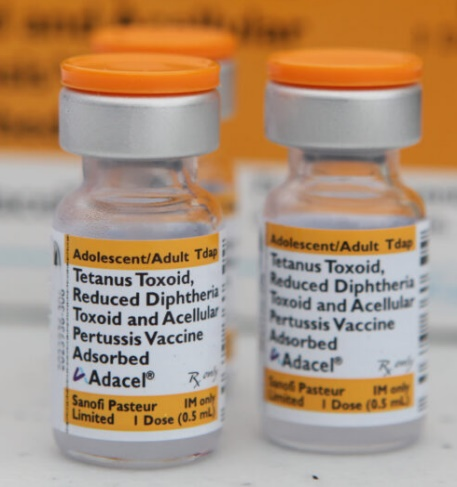 Adolescent/Adult Tdap
Tetanus Toxoid,
Reduced Diphtheria
Toxoid and Acellular
Pertussis Vaccine
Adsorbed
Adacel®
Rx only
Sanofi Pasteur IM only
Limited 1 Dose (0.5 mL)
Adolescent/Adult Tdap
Tetanus Toxoid,
Reduced Diphtheria
Toxoid and Acellular
Pertussis Vaccine
Adsorbed
Adacel®
Rx only
Sanofi Pasteur IM only
Limited 1 Dose (0.5 mL)